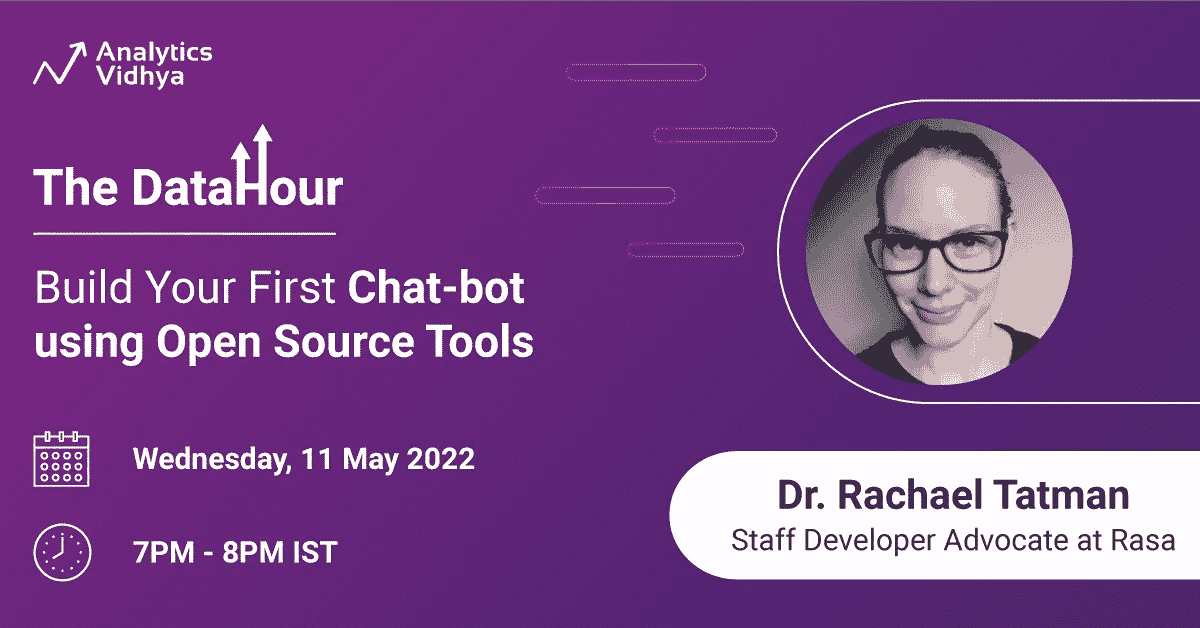 Analytics
Vidhya
The DataHour
Build Your First Chat-bot
using Open Source Tools
Wednesday, 11 May 2022
7PM - 8PM IST
Dr. Rachael Tatman
Staff Developer Advocate at Rasa